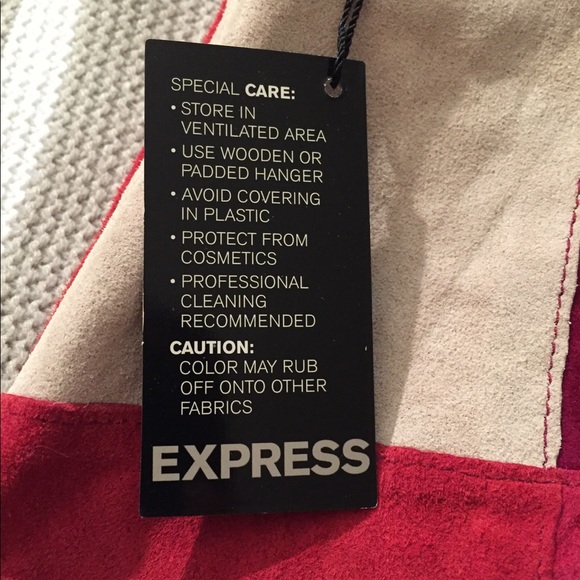 SPECIAL CARE:
• STORE IN
VENTILATED AREA
• USE WOODEN OR
PADDED HANGER
• AVOID COVERING
IN PLASTIC
• PROTECT FROM
COSMETICS
• PROFESSIONAL
CLEANING
RECOMMENDED
CAUTION:
COLOR MAY RUB
OFF ONTO OTHER
FABRICS
EXPRESS